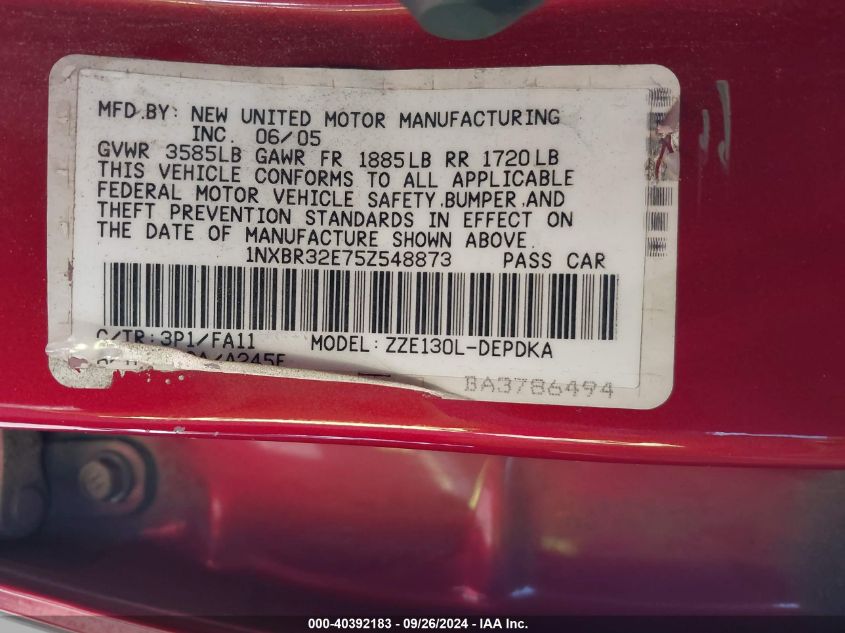 MFD.BY: NEW UNITED MOTOR MANUFACTURING
INC. 06/05
GVWR 3585LB GAWR FR 1885LB RR 1720LB
THIS VEHICLE CONFORMS TO ALL APPLICABLE
FEDERAL MOTOR VEHICLE SAFETY,BUMPER,AND
THEFT PREVENTION STANDARDS IN EFFECT ON
THE DATE OF MANUFACTURE SHOWN ABOVE.
1NXBR32E75Z548873 PASS CAR
C/TR:3P1/FA11 MODEL: ZZE130L-DEPDKA
A/A245E
BA3786494
000-40392183 - 09/26/2024 - IAA Inc.